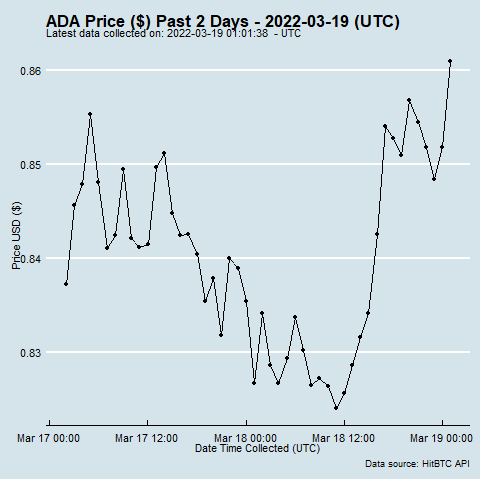 ADA Price ($) Past 2 Days - 2022-03-19 (UTC)
Latest data collected on: 2022-03-19 01:01:38 - UTC
0.86
0.85
0.84
0.83
Price USD ($)
Mar 17 00:00 Mar 17 12:00 Mar 18 00:00 Mar 18 12:00 Mar 19 00:00
Date Time Collected (UTC)
Data source: HitBTC API